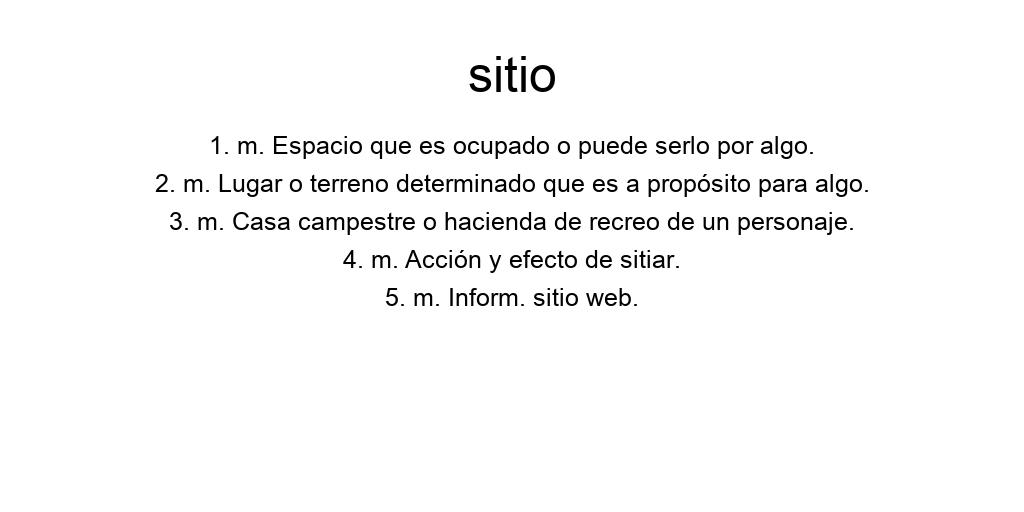 sitio
1. m. Espacio que es ocupado o puede serlo por algo.
2. m. Lugar o terreno determinado que es a propósito para algo.
3. m. Casa campestre o hacienda de recreo de un personaje.
4. m. Acción y efecto de sitiar.
5. m. Inform. sitio web.